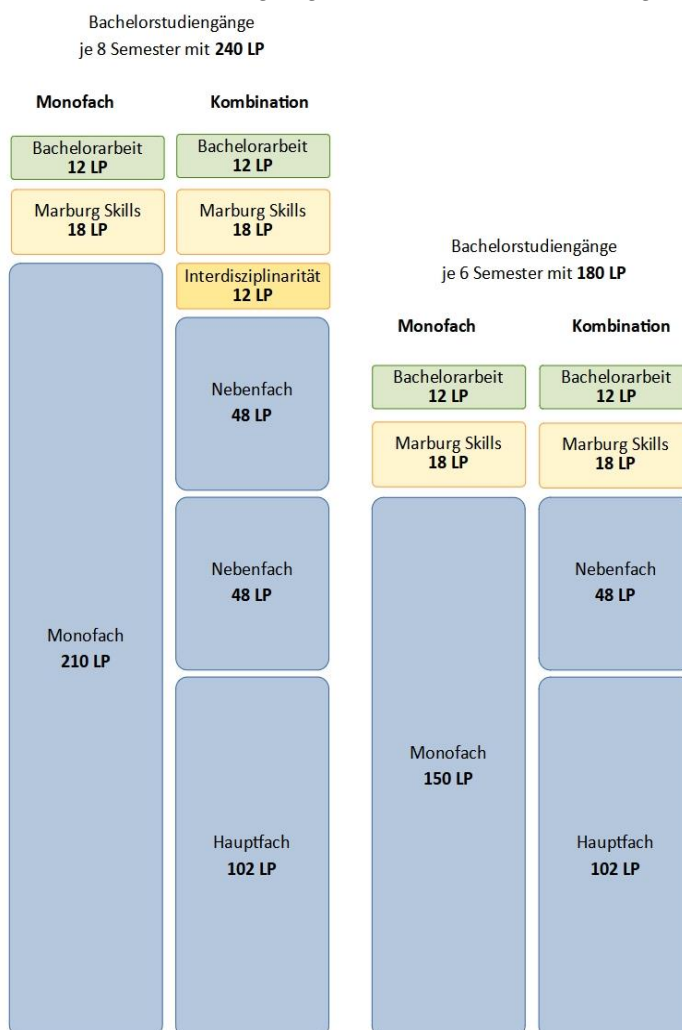 Bachelorstudiengänge
je 8 Semester mit 240 LP
Monofach
Kombination
Bachelorarbeit
12 LP
Bachelorarbeit
12 LP
Marburg Skills
18 LP
Marburg Skills
18 LP
Interdisziplinarität
12 LP
Nebenfach
48 LP
Nebenfach
48 LP
Monofach
210 LP
Hauptfach
102 LP
Bachelorstudiengänge
je 6 Semester mit 180 LP
Monofach
Kombination
Bachelorarbeit
12 LP
Bachelorarbeit
12 LP
Marburg Skills
18 LP
Marburg Skills
18 LP
Nebenfach
48 LP
Monofach
150 LP
Hauptfach
102 LP